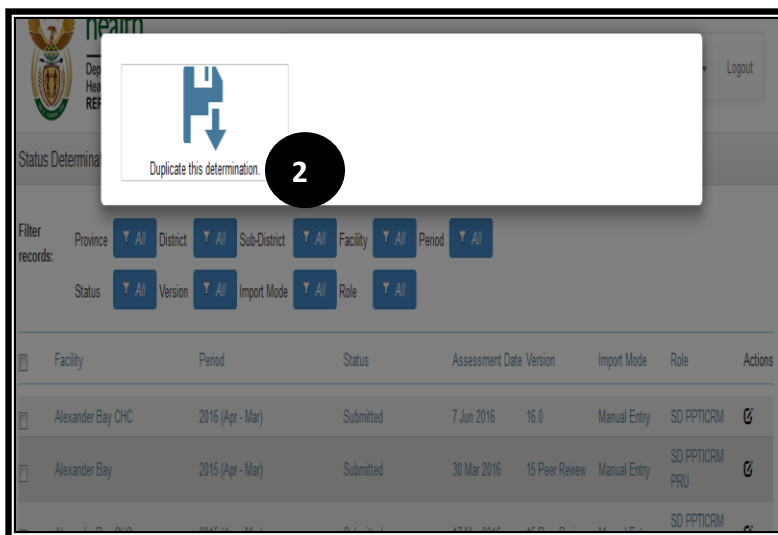 health
Dep
Hea
REP
Logout
Duplicate this determination.
2
Status Determina
Filter records:
Province All District All Sub-District All Facility All Period All
Status All Version All Import Mode All Role All
Facility Period Status Assessment Date Version Import Mode Role Actions
Alexander Bay CHC 2016 (Apr - Mar) Submitted 7 Jun 2016 16.0 Manual Entry SD PPTICRM
Alexander Bay 2015 (Apr - Mar) Submitted 30 Mar 2016 15 Peer Review Manual Entry SD PPTICRM PRU
SD PPTICRM